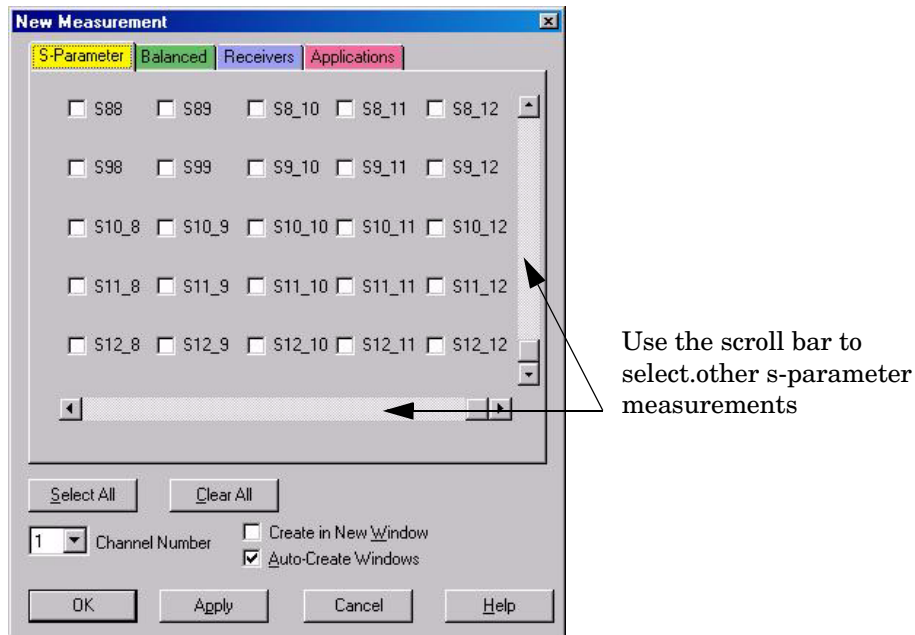 New Measurement
S-Parameter Balanced Receivers Applications
S88 S89 S8_10 S8_11 S8_12
S98 S99 S9_10 S9_11 S9_12
S10_8 S10_9 S10_10 S10_11 S10_12
S11_8 S11_9 S11_10 S11_11 S11_12
S12_8 S12_9 S12_10 S12_11 S12_12
Use the scroll bar to
select.other s-parameter
measurements
Select All Clear All
1 Channel Number
Create in New Window
Auto-Create Windows
OK Apply Cancel Help